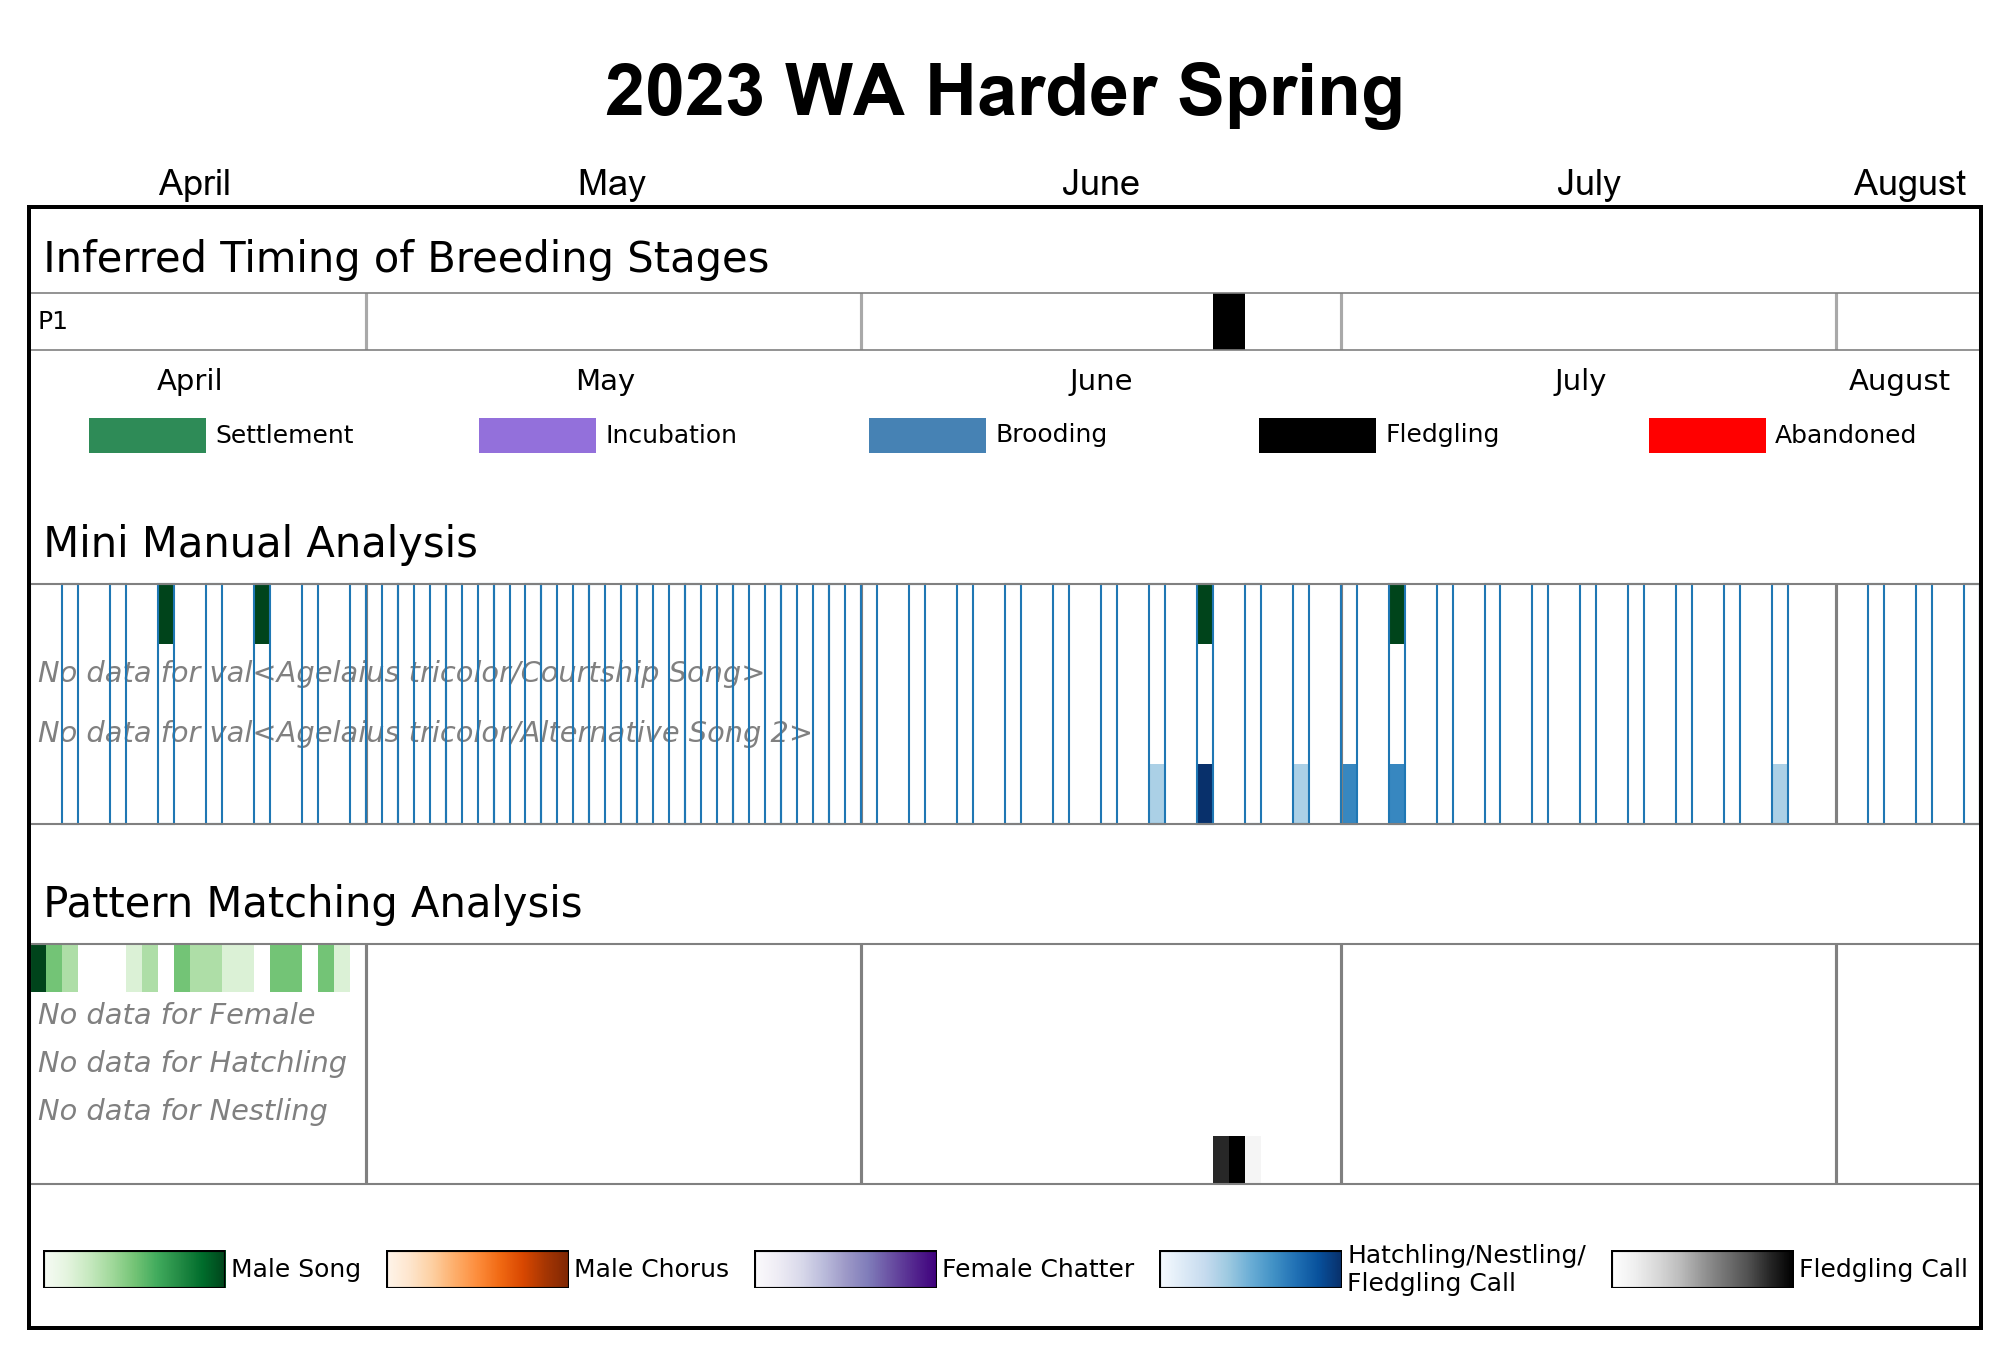 2023 WA Harder Spring
April May June July August
Inferred Timing of Breeding Stages
P1
April May June July August
Settlement Incubation Brooding Fledgling Abandoned
Mini Manual Analysis
No data for val<Agelaius tricolor/Courtship Song>
No data for val<Agelaius tricolor/Alternative Song 2>
Pattern Matching Analysis
No data for Female
No data for Hatchling
No data for Nestling
Male Song Male Chorus Female Chatter Hatchling/Nestling/
Fledgling Call Fledgling Call